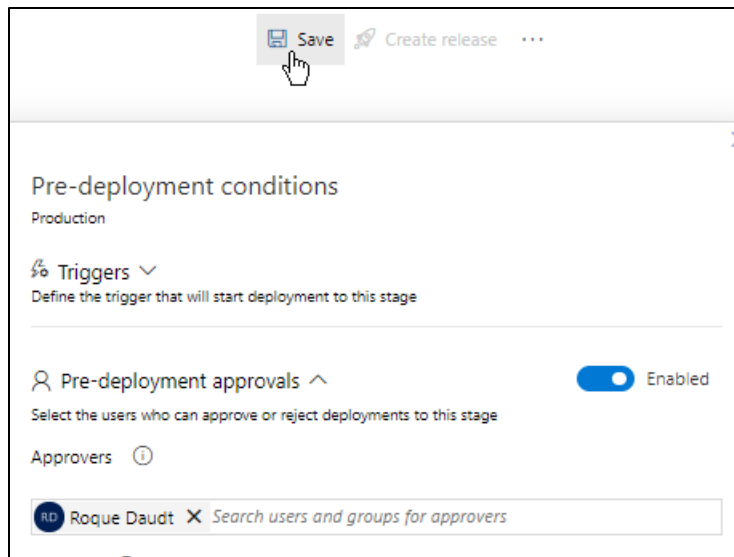 Save Create release ...
Pre-deployment conditions
Production
Triggers
Define the trigger that will start deployment to this stage
Pre-deployment approvals Enabled
Select the users who can approve or reject deployments to this stage
Approvers
RD Roque Daudt Search users and groups for approvers